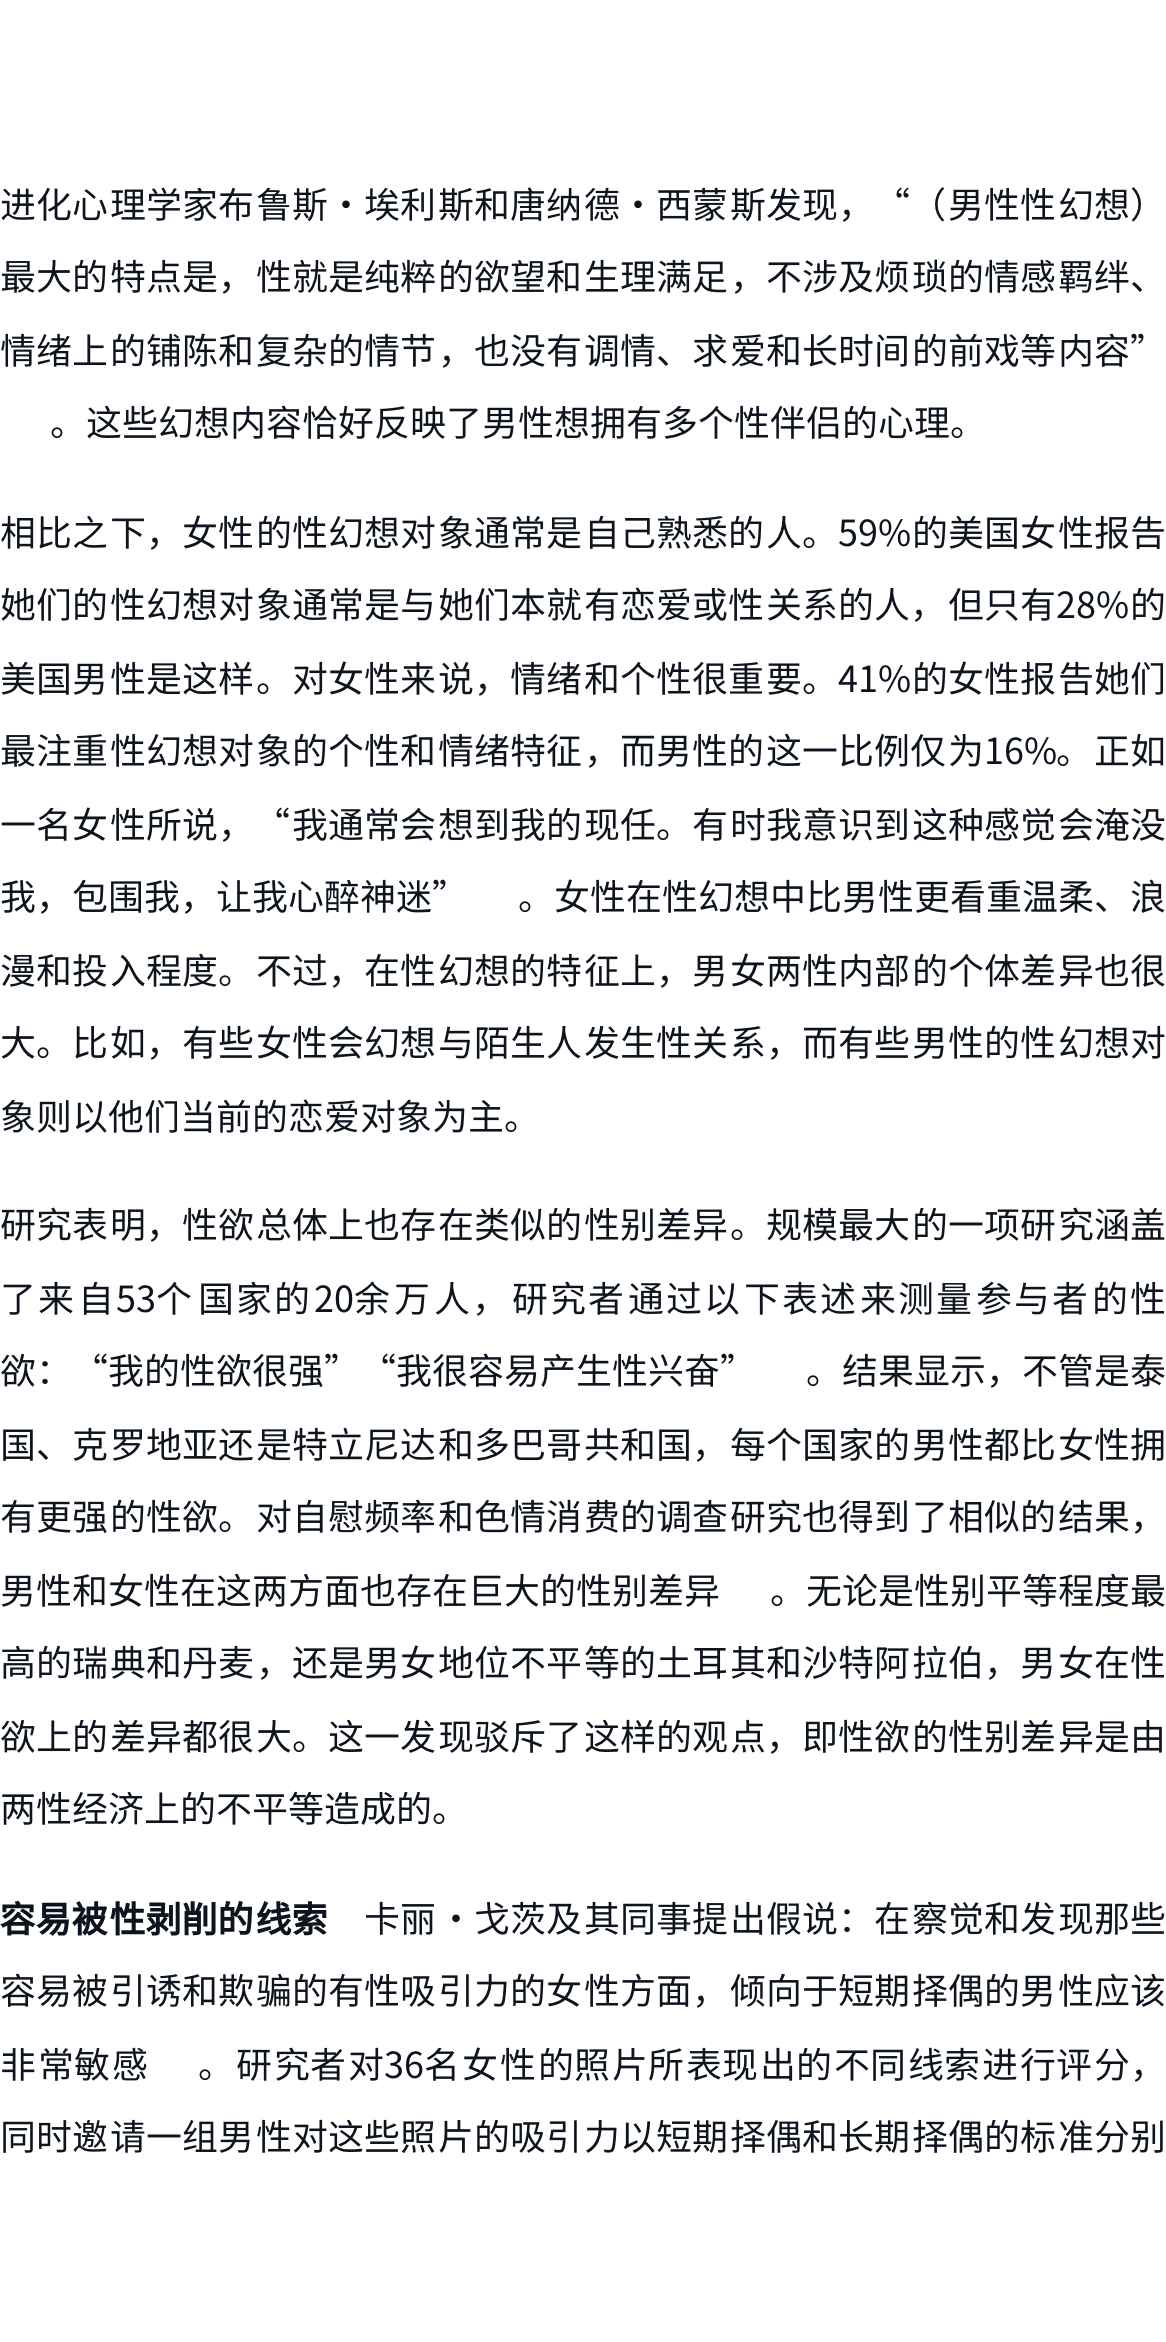 进化心理学家布鲁斯·埃利斯和唐纳德·西蒙斯发现，“（男性性幻想）
最大的特点是，性就是纯粹的欲望和生理满足，不涉及烦琐的情感羁绊、
情绪上的铺陈和复杂的情节，也没有调情、求爱和长时间的前戏等内容”
。这些幻想内容恰好反映了男性想拥有多个性伴侣的心理。
相比之下，女性的性幻想对象通常是自己熟悉的人。59%的美国女性报告
她们的性幻想对象通常是与她们本就有恋爱或性关系的人，但只有28%的
美国男性是这样。对女性来说，情绪和个性很重要。41%的女性报告她们
最注重性幻想对象的个性和情绪特征，而男性的这一比例仅为16%。正如
一名女性所说，“我通常会想到我的现任。有时我意识到这种感觉会淹没
我，包围我，让我心醉神迷” 。女性在性幻想中比男性更看重温柔、浪
漫和投入程度。不过，在性幻想的特征上，男女两性内部的个体差异也很
大。比如，有些女性会幻想与陌生人发生性关系，而有些男性的性幻想对
象则以他们当前的恋爱对象为主。
研究表明，性欲总体上也存在类似的性别差异。规模最大的一项研究涵盖
了来自53个国家的20余万人，研究者通过以下表述来测量参与者的性
欲：“我的性欲很强”“我很容易产生性兴奋” 。结果显示，不管是泰
国、克罗地亚还是特立尼达和多巴哥共和国，每个国家的男性都比女性拥
有更强的性欲。对自慰频率和色情消费的调查研究也得到了相似的结果，
男性和女性在这两方面也存在巨大的性别差异 。无论是性别平等程度最
高的瑞典和丹麦，还是男女地位不平等的土耳其和沙特阿拉伯，男女在性
欲上的差异都很大。这一发现驳斥了这样的观点，即性欲的性别差异是由
两性经济上的不平等造成的。
容易被性剥削的线索 卡丽·戈茨及其同事提出假说：在察觉和发现那些
容易被引诱和欺骗的有性吸引力的女性方面，倾向于短期择偶的男性应该
非常敏感 。研究者对36名女性的照片所表现出的不同线索进行评分，
同时邀请一组男性对这些照片的吸引力以短期择偶和长期择偶的标准分别